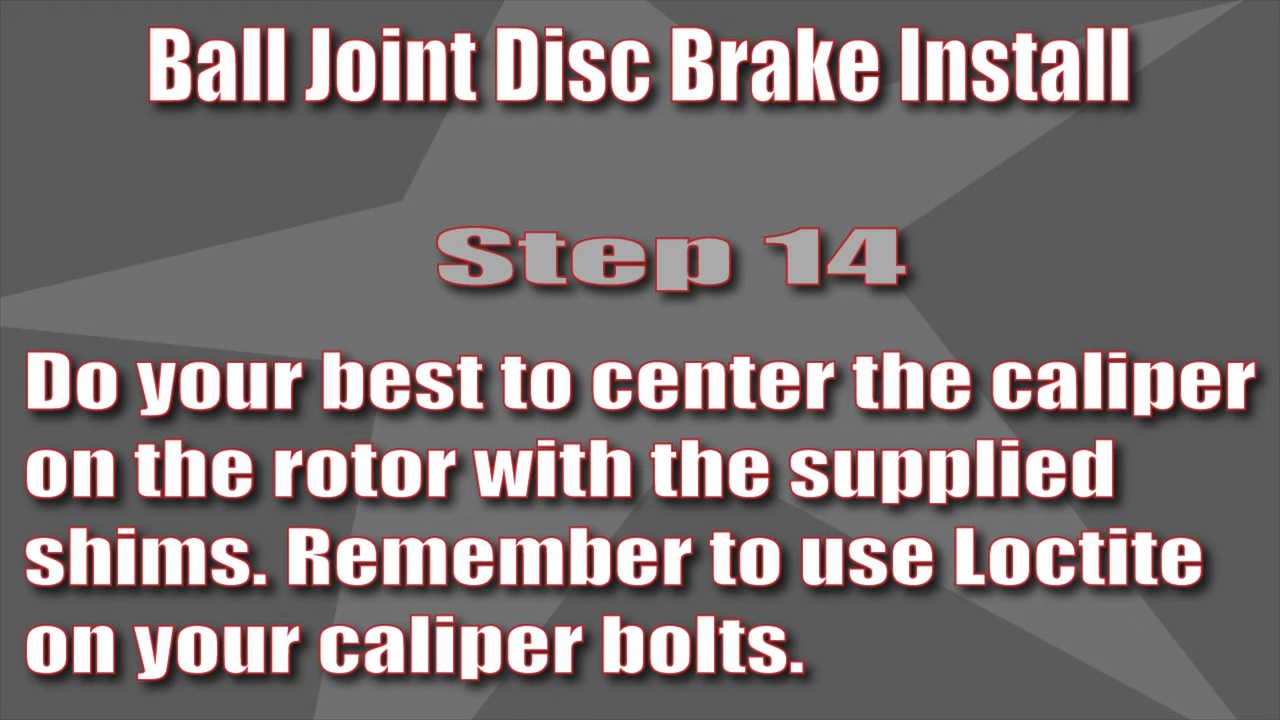 Ball Joint Disc Brake Install
Step 14
Do your best to center the caliper
on the rotor with the supplied
shims. Remember to use Loctite
on your caliper bolts.